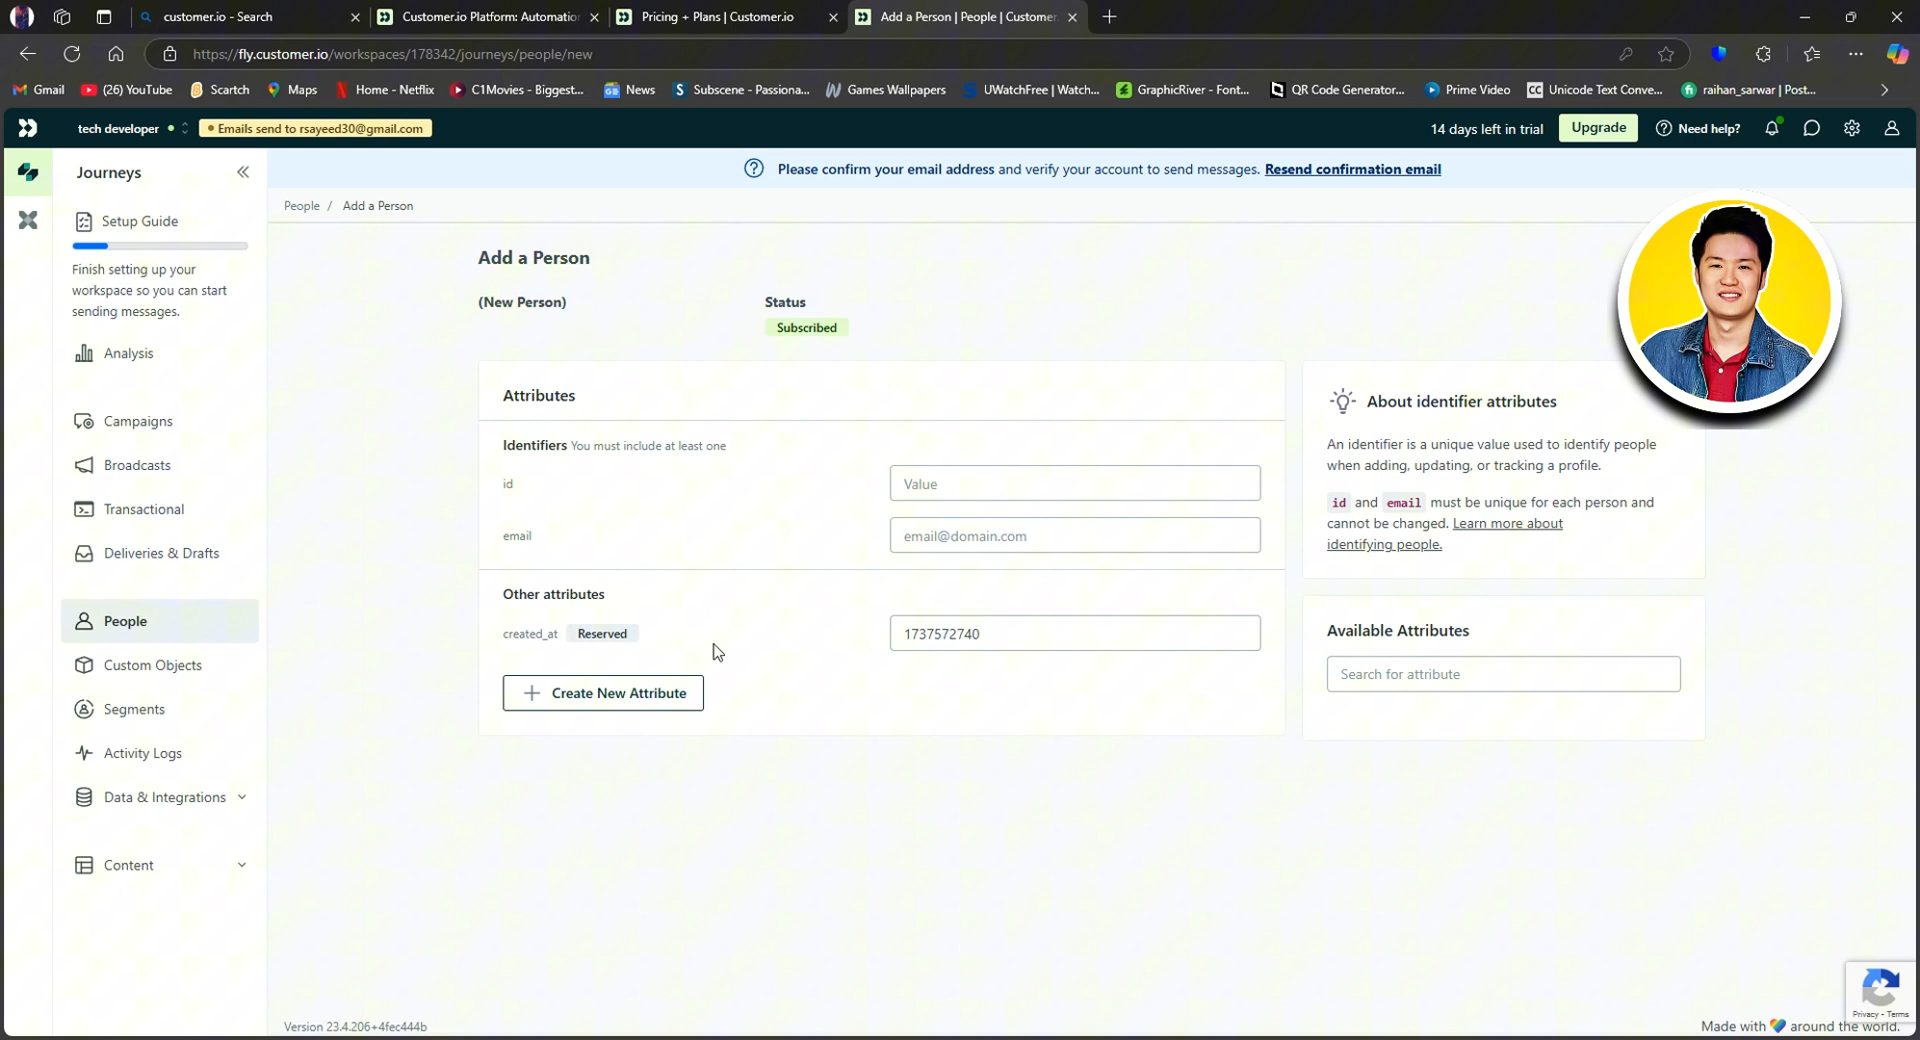 customer.io - Search
Customer.io Platform: Automation
Pricing + Plans | Customer.io
Add a Person | People | Customer.
https://fly.customer.io/workspaces/178342/journeys/people/new
Gmail
(26) YouTube
Scartch
Maps
Home - Netflix
C1Movies - Biggest...
News
Subscene - Passiona...
Games Wallpapers
UWatchFree | Watch...
GraphicRiver - Font...
QR Code Generator...
Prime Video
Unicode Text Conve...
raihan_sarwar | Post...
tech developer
Emails send to rsayeed30@gmail.com
14 days left in trial
Upgrade
Need help?
Journeys
Please confirm your email address and verify your account to send messages. Resend confirmation email
People / Add a Person
Setup Guide
Finish setting up your
workspace so you can start
sending messages.
Analysis
Campaigns
Broadcasts
Transactional
Deliveries & Drafts
People
Custom Objects
Segments
Activity Logs
Data & Integrations
Content
Add a Person
(New Person)
Status
Subscribed
Attributes
Identifiers You must include at least one
id
Value
email
email@domain.com
Other attributes
created_at Reserved
1737572740
Create New Attribute
About identifier attributes
An identifier is a unique value used to identify people
when adding, updating, or tracking a profile.
id and email must be unique for each person and
cannot be changed. Learn more about
identifying people.
Available Attributes
Search for attribute
Privacy - Terms
Version 23.4.206+4fec444b
Made with around the world.